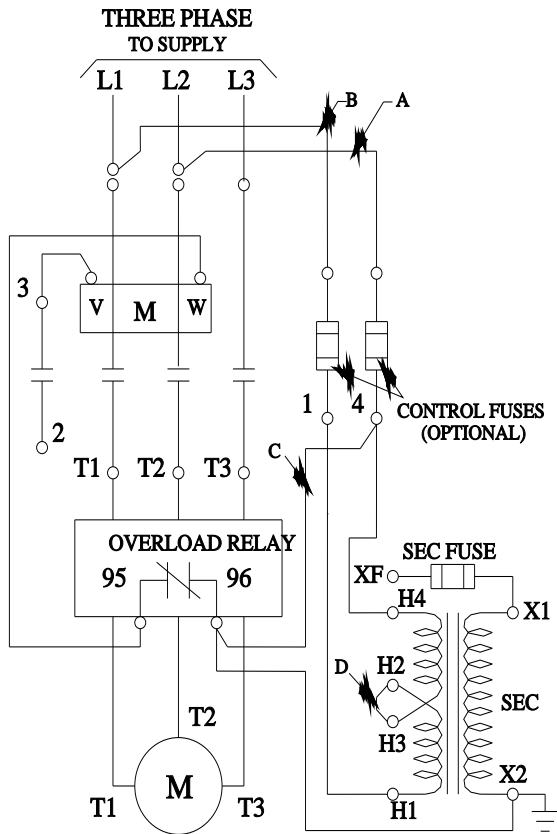 THREE PHASE
TO SUPPLY
L1 L2 L3
B A
3
V M W
2
1 4
CONTROL FUSES
(OPTIONAL)
C
T1 T2 T3
OVERLOAD RELAY
95 96
SEC FUSE
XF
H4
X1
D
H2
SEC
H3
T2
M
X2
T1 T3
H1